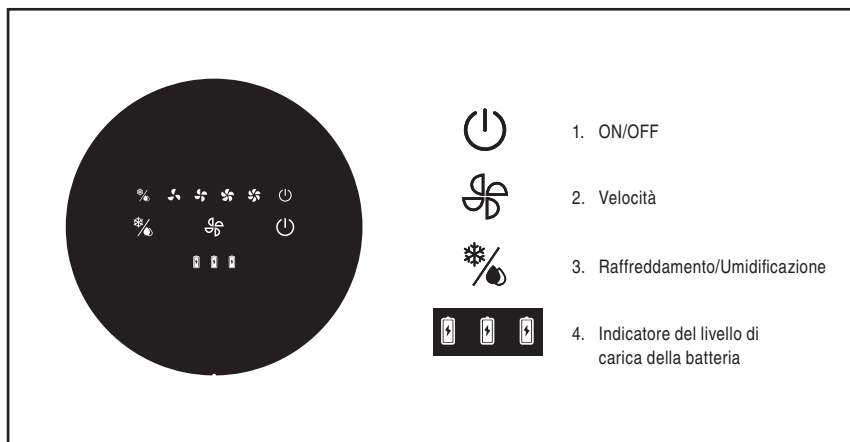 1. ON/OFF
2. Velocità
3. Raffreddamento/Umidificazione
4. Indicatore del livello di
carica della batteria